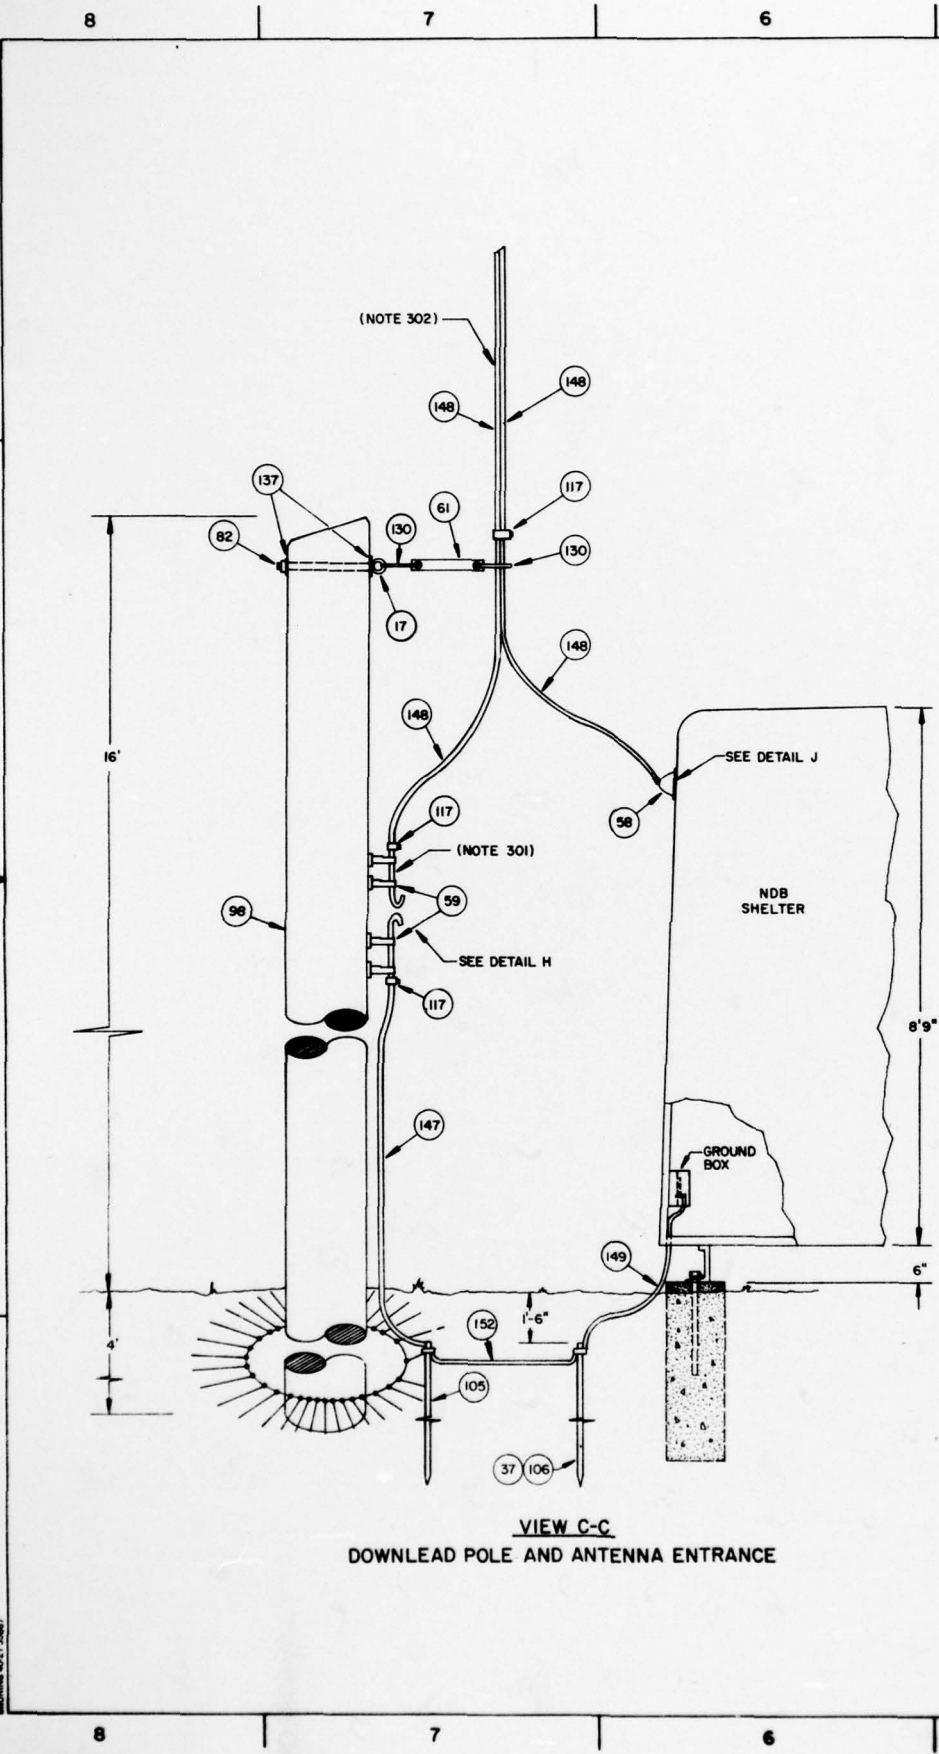 8 7 6
(NOTE 302)
148
148
137
117
61
82
130
130
17
148
148
SEE DETAIL J
16'
58
117
(NOTE 301)
59
NDB
SHELTER
98
SEE DETAIL H
117
8'9"
147
GROUND
BOX
149
6"
1'-6"
152
4'
105
37 106
VIEW C-C
DOWNLEAD POLE AND ANTENNA ENTRANCE
8 7 6